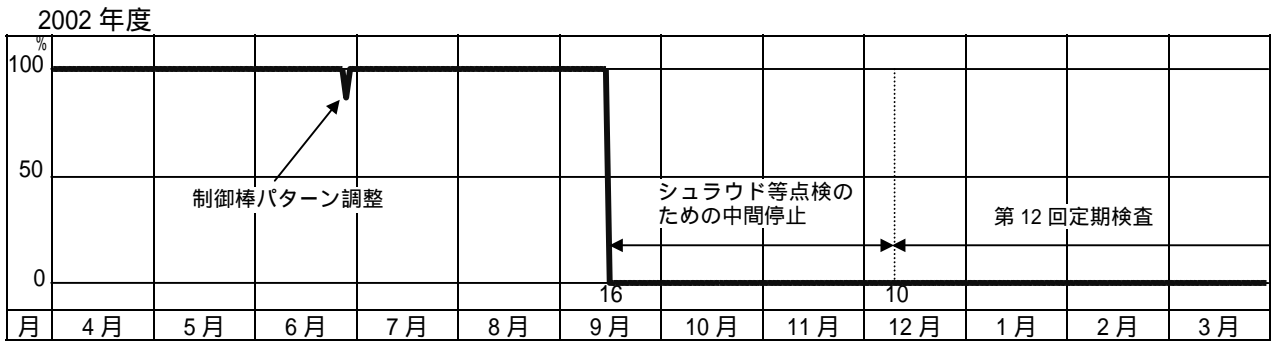 2002 年度
%
100
50
0
制御棒パターン調整
シュラウド等点検の
ための中間停止
第 12 回定期検査
16
10
月 4 月 5 月 6 月 7 月 8 月 9 月 10 月 11 月 12 月 1 月 2 月 3 月